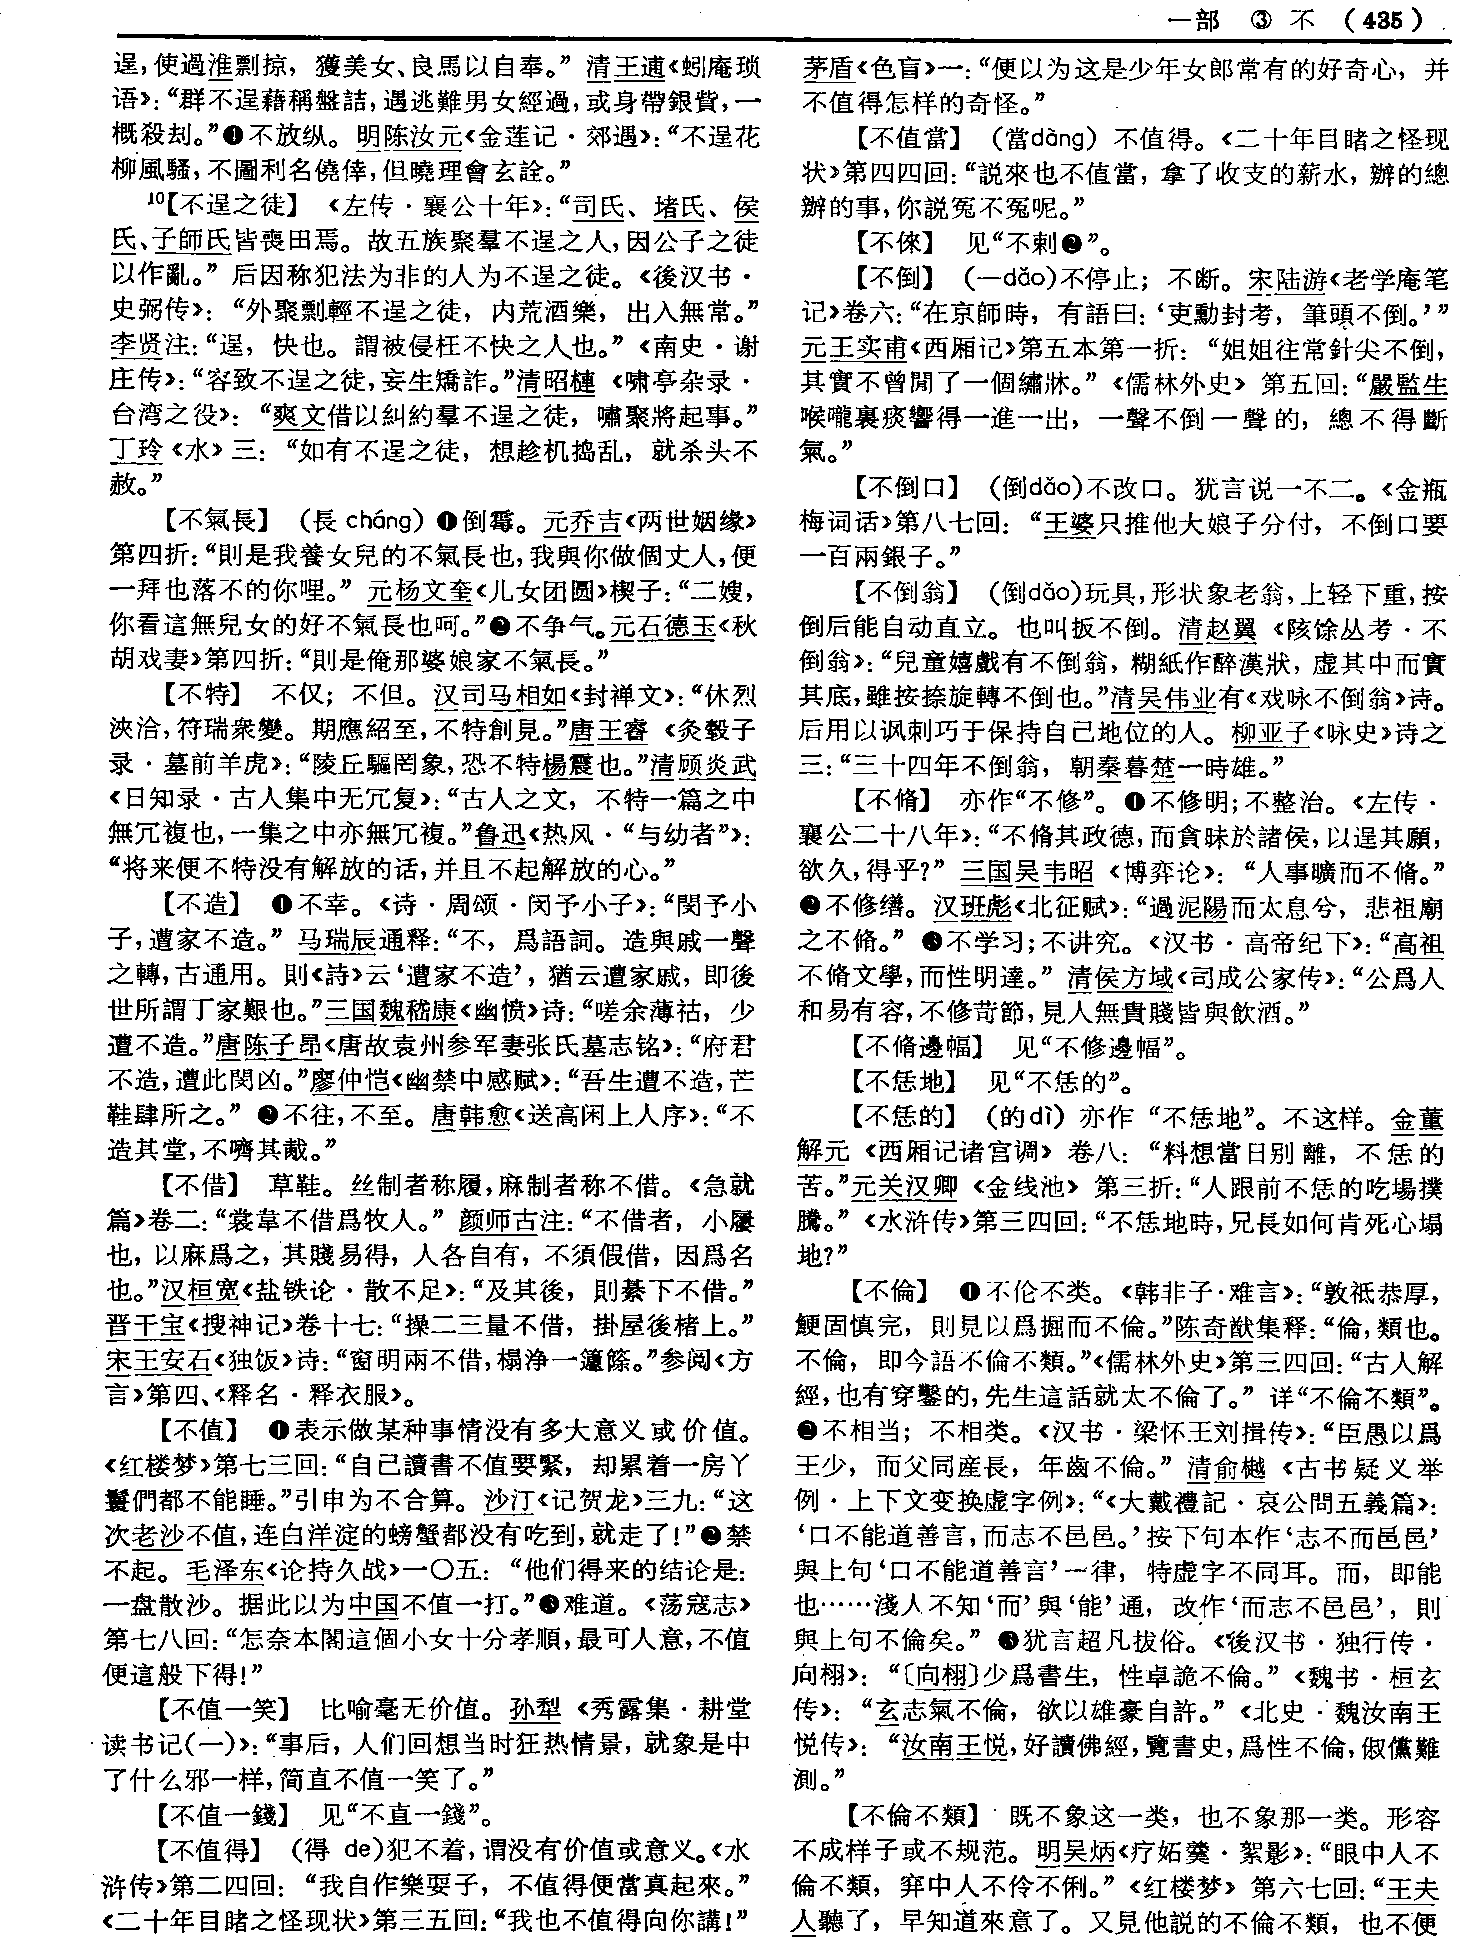 一部 ③ 不 （435）
逞，使過淮剽掠，獲美女、良馬以自奉。”清王逋《蚓庵琐
语》：“群不逞藉稱盤詰，遇逃難男女經過，或身帶銀貲，一
概殺刦。”❹不放纵。明陈汝元《金莲记·郊遇》：“不逞花
柳風騷，不圖利名僥倖，但曉理會玄詮。”
10【不逞之徒】 《左传·襄公十年》：“司氏、堵氏、侯
氏、子師氏皆喪田焉。故五族聚羣不逞之人，因公子之徒
以作亂。”后因称犯法为非的人为不逞之徒。《後汉书·
史弼传》：“外聚剽輕不逞之徒，内荒酒樂，出入無常。”
李贤注：“逞，快也。謂被侵枉不快之人也。”《南史·谢
庄传》：“容致不逞之徒，妄生矯詐。”清昭槤《啸亭杂录·
台湾之役》：“爽文借以糾約羣不逞之徒，嘯聚將起事。”
丁玲《水》三：“如有不逞之徒，想趁机捣乱，就杀头不
赦。”
【不氣長】 （長 cháng）❶倒霉。元乔吉《两世姻缘》
第四折：“則是我養女兒的不氣長也，我與你做個丈人，便
一拜也落不的你哩。”元杨文奎《儿女团圆》楔子：“二嫂，
你看這無兒女的好不氣長也呵。”❷不争气。元石德玉《秋
胡戏妻》第四折：“則是俺那婆娘家不氣長。”
【不特】 不仅；不但。汉司马相如《封禅文》：“休烈
浹洽，符瑞衆變。期應紹至，不特創見。”唐王睿《炙毂子
录·墓前羊虎》：“陵丘驅罔象，恐不特楊震也。”清顾炎武
《日知录·古人集中无冗复》：“古人之文，不特一篇之中
無冗複也，一集之中亦無冗複。”鲁迅《热风·“与幼者”》：
“将来便不特没有解放的话，并且不起解放的心。”
【不造】 ❶不幸。《诗·周颂·闵予小子》：“閔予小
子，遭家不造。”马瑞辰通释：“不，爲語詞。造與戚一聲
之轉，古通用。則《詩》云‘遭家不造’，猶云遭家戚，即後
世所謂丁家艱也。”三国魏嵇康《幽愤》诗：“嗟余薄祜，少
遭不造。”唐陈子昂《唐故袁州参军妻张氏墓志铭》：“府君
不造，遭此閔凶。”廖仲恺《幽禁中感赋》：“吾生遭不造，芒
鞋肆所之。”❷不往，不至。唐韩愈《送高闲上人序》：“不
造其堂，不嚌其胾。”
【不借】 草鞋。丝制者称履，麻制者称不借。《急就
篇》卷二：“裳韋不借爲牧人。”颜师古注：“不借者，小屨
也，以麻爲之，其賤易得，人各自有，不須假借，因爲名
也。”汉桓宽《盐铁论·散不足》：“及其後，則綦下不借。”
晋干宝《搜神记》卷十七：“操二三量不借，掛屋後楮上。”
宋王安石《独饭》诗：“窗明兩不借，榻净一籧篨。”参阅《方
言》第四、《释名·释衣服》。
【不值】 ❶表示做某种事情没有多大意义或价值。
《红楼梦》第七三回：“自己讀書不值要緊，却累着一房丫
鬟們都不能睡。”引申为不合算。沙汀《记贺龙》三九：“这
次老沙不值，连白洋淀的螃蟹都没有吃到，就走了！”❷禁
不起。毛泽东《论持久战》一〇五：“他们得来的结论是：
一盘散沙。据此以为中国不值一打。”❸难道。《荡寇志》
第七八回：“怎奈本閣這個小女十分孝順，最可人意，不值
便這般下得！”
【不值一笑】 比喻毫无价值。孙犁《秀露集·耕堂
读书记（一）》：“事后，人们回想当时狂热情景，就象是中
了什么邪一样，简直不值一笑了。”
【不值一錢】 见“不直一錢”。
【不值得】 （得 de）犯不着，谓没有价值或意义。《水
浒传》第二四回：“我自作樂耍子，不值得便當真起來。”
《二十年目睹之怪现状》第三五回：“我也不值得向你講！”
茅盾《色盲》一：“便以为这是少年女郎常有的好奇心，并
不值得怎样的奇怪。”
【不值當】 （當dàng）不值得。《二十年目睹之怪现
状》第四四回：“説來也不值當，拿了收支的薪水，辦的總
辦的事，你説冤不冤呢。”
【不倈】 见“不剌❷”。
【不倒】 （一dǎo）不停止；不断。宋陆游《老学庵笔
记》卷六：“在京師時，有語曰：‘吏勳封考，筆頭不倒。’”
元王实甫《西厢记》第五本第一折：“姐姐往常針尖不倒，
其實不曾閒了一個繡牀。”《儒林外史》第五回：“嚴監生
喉嚨裏痰響得一進一出，一聲不倒一聲的，總不得斷
氣。”
【不倒口】 （倒dǎo）不改口。犹言说一不二。《金瓶
梅词话》第八七回：“王婆只推他大娘子分付，不倒口要
一百兩銀子。”
【不倒翁】 （倒dǎo）玩具，形状象老翁，上轻下重，按
倒后能自动直立。也叫扳不倒。清赵翼《陔馀丛考·不
倒翁》：“兒童嬉戲有不倒翁，糊紙作醉漢狀，虚其中而實
其底，雖按捺旋轉不倒也。”清吴伟业有《戏咏不倒翁》诗。
后用以讽刺巧于保持自己地位的人。柳亚子《咏史》诗之
三：“三十四年不倒翁，朝秦暮楚一時雄。”
【不脩】 亦作“不修”。❶不修明；不整治。《左传·
襄公二十八年》：“不脩其政德，而貪昧於諸侯，以逞其願，
欲久，得乎？”三国吴韦昭《博弈论》：“人事曠而不脩。”
❷不修缮。汉班彪《北征赋》：“過泥陽而太息兮，悲祖廟
之不脩。”❸不学习；不讲究。《汉书·高帝纪下》：“高祖
不脩文學，而性明達。”清侯方域《司成公家传》：“公爲人
和易有容，不修苛節，見人無貴賤皆與飲酒。”
【不脩邊幅】 见“不修邊幅”。
【不恁地】 见“不恁的”。
【不恁的】 （的dì）亦作“不恁地”。不这样。金董
解元《西厢记诸宫调》卷八：“料想當日别離，不恁的
苦。”元关汉卿《金线池》第三折：“人跟前不恁的吃場撲
騰。”《水浒传》第三四回：“不恁地時，兄長如何肯死心塌
地？”
【不倫】 ❶不伦不类。《韩非子·难言》：“敦祗恭厚，
鯁固慎完，則見以爲掘而不倫。”陈奇猷集释：“倫，類也。
不倫，即今語不倫不類。”《儒林外史》第三四回：“古人解
經，也有穿鑿的，先生這話就太不倫了。”详“不倫不類”。
❷不相当；不相类。《汉书·梁怀王刘揖传》：“臣愚以爲
王少，而父同産長，年齒不倫。”清俞樾《古书疑义举
例·上下文变换虚字例》：“《大戴禮記·哀公問五義篇》：
‘口不能道善言，而志不邑邑。’按下句本作‘志不而邑邑’
與上句‘口不能道善言’一律，特虚字不同耳。而，即能
也……淺人不知‘而’與‘能’通，改作‘而志不邑邑’，則
與上句不倫矣。”❸犹言超凡拔俗。《後汉书·独行传·
向栩》：“〔向栩〕少爲書生，性卓詭不倫。”《魏书·桓玄
传》：“玄志氣不倫，欲以雄豪自許。”《北史·魏汝南王
悦传》：“汝南王悦，好讀佛經，覽書史，爲性不倫，俶儻難
測。”
【不倫不類】 既不象这一类，也不象那一类。形容
不成样子或不规范。明吴炳《疗妬羹·絮影》：“眼中人不
倫不類，穽中人不伶不俐。”《红楼梦》第六七回：“王夫
人聽了，早知道來意了。又見他説的不倫不類，也不便